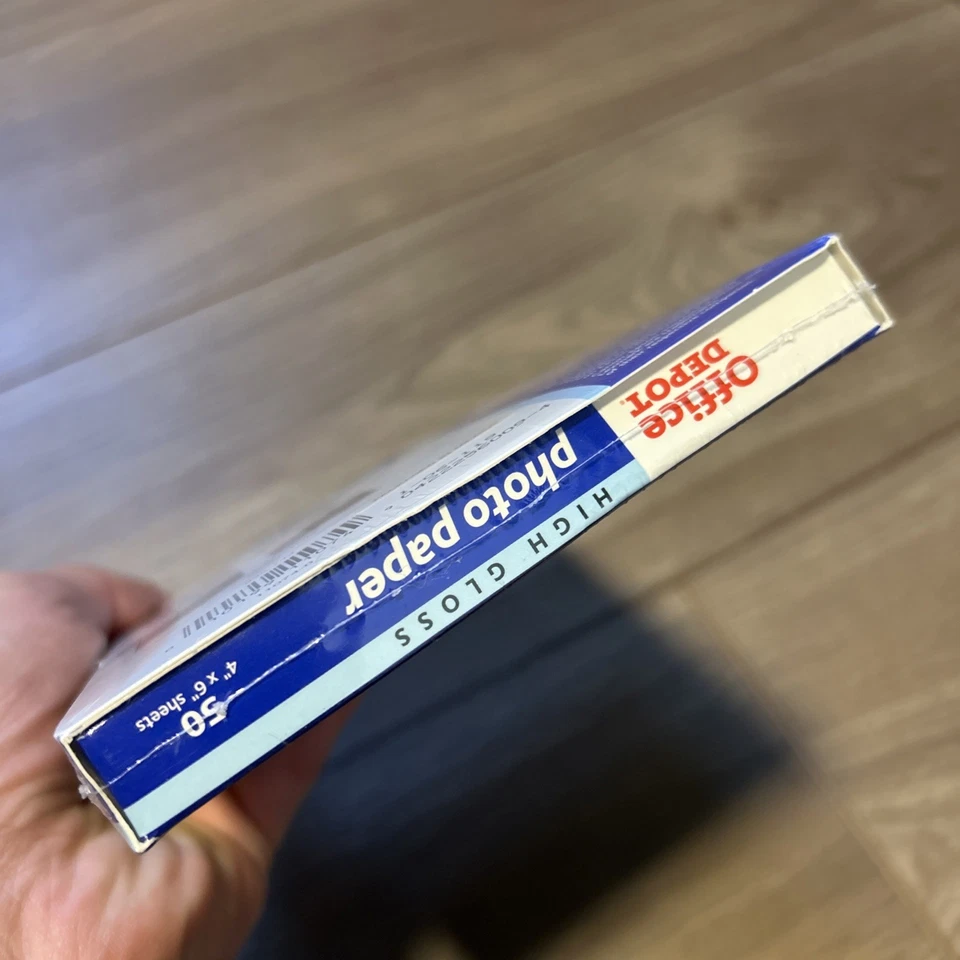 Office
DEPOT
HIGH GLOSS
photo paper
50
4" x 6" sheets